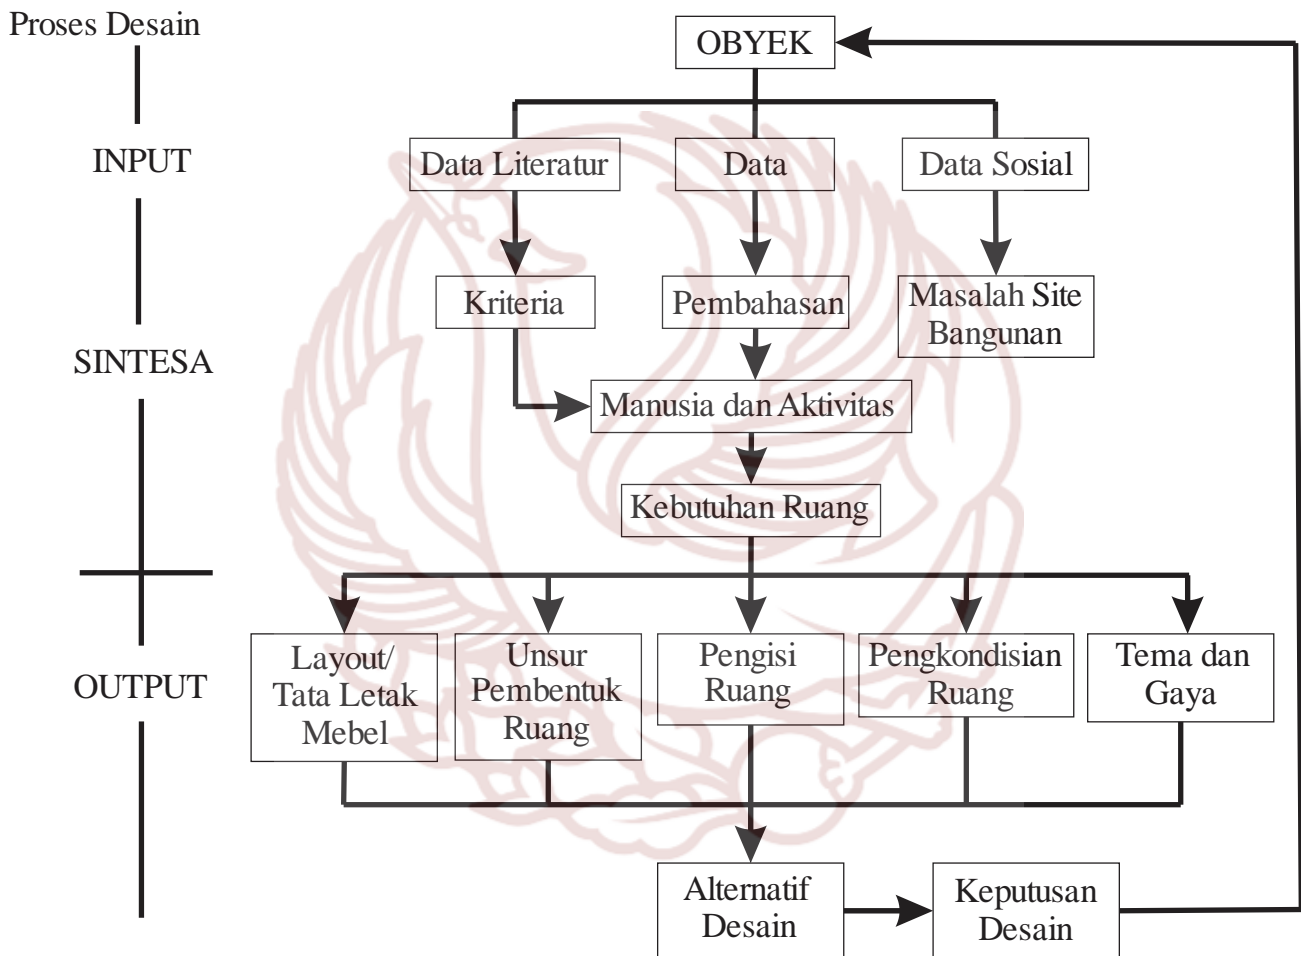 Proses Desain
OBYEK
INPUT
Data Literatur
Data
Data Sosial
Kriteria
Pembahasan
Masalah Site
Bangunan
SINTESA
Manusia dan Aktivitas
Kebutuhan Ruang
OUTPUT
Layout/
Tata Letak
Mebel
Unsur
Pembentuk
Ruang
Pengisi
Ruang
Pengkondisian
Ruang
Tema dan
Gaya
Alternatif
Desain
Keputusan
Desain